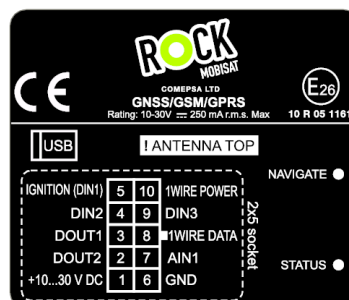 ROCK
MOBISAT
CE
COMEPSA LTD
GNSS/GSM/GPRS
Rating: 10-30V ⎓ 250 mA r.m.s. Max
E26
10 R 05 1161
USB
! ANTENNA TOP
NAVIGATE
IGNITION (DIN1) 5 10 1WIRE POWER
DIN2 4 9 DIN3
DOUT1 3 8 1WIRE DATA
DOUT2 2 7 AIN1
+10...30 V DC 1 6 GND
2x5 socket
STATUS